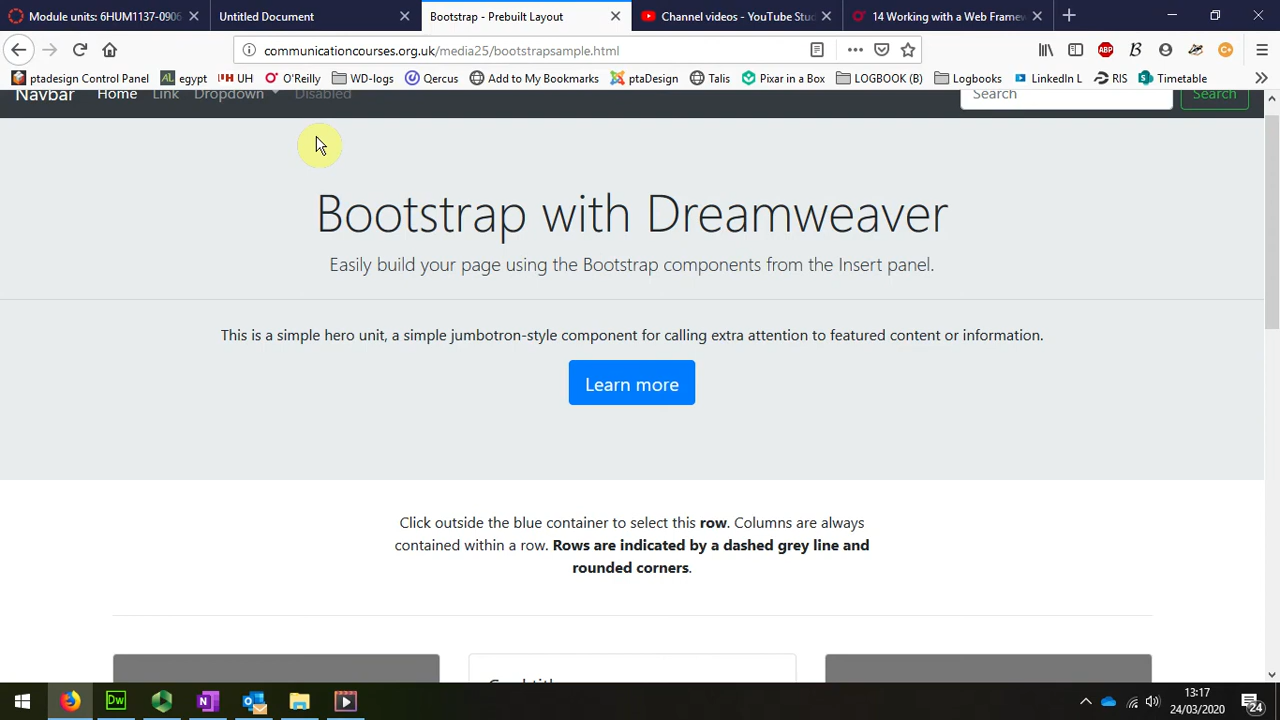 Module units: 6HUM1137-0906
Untitled Document
Bootstrap - Prebuilt Layout
Channel videos - YouTube Stud
14 Working with a Web Framew
communicationcourses.org.uk/media25/bootstrapsample.html
ptadesign Control Panel
egypt
UH
O'Reilly
WD-logs
Qercus
Add to My Bookmarks
ptaDesign
Talis
Pixar in a Box
LOGBOOK (B)
Logbooks
LinkedIn L
RIS
Timetable
Navbar Home Link Dropdown Disabled Search Search
Bootstrap with Dreamweaver
Easily build your page using the Bootstrap components from the Insert panel.
This is a simple hero unit, a simple jumbotron-style component for calling extra attention to featured content or information.
Learn more
Click outside the blue container to select this row. Columns are always
contained within a row. Rows are indicated by a dashed grey line and
rounded corners.
13:17
24/03/2020
24